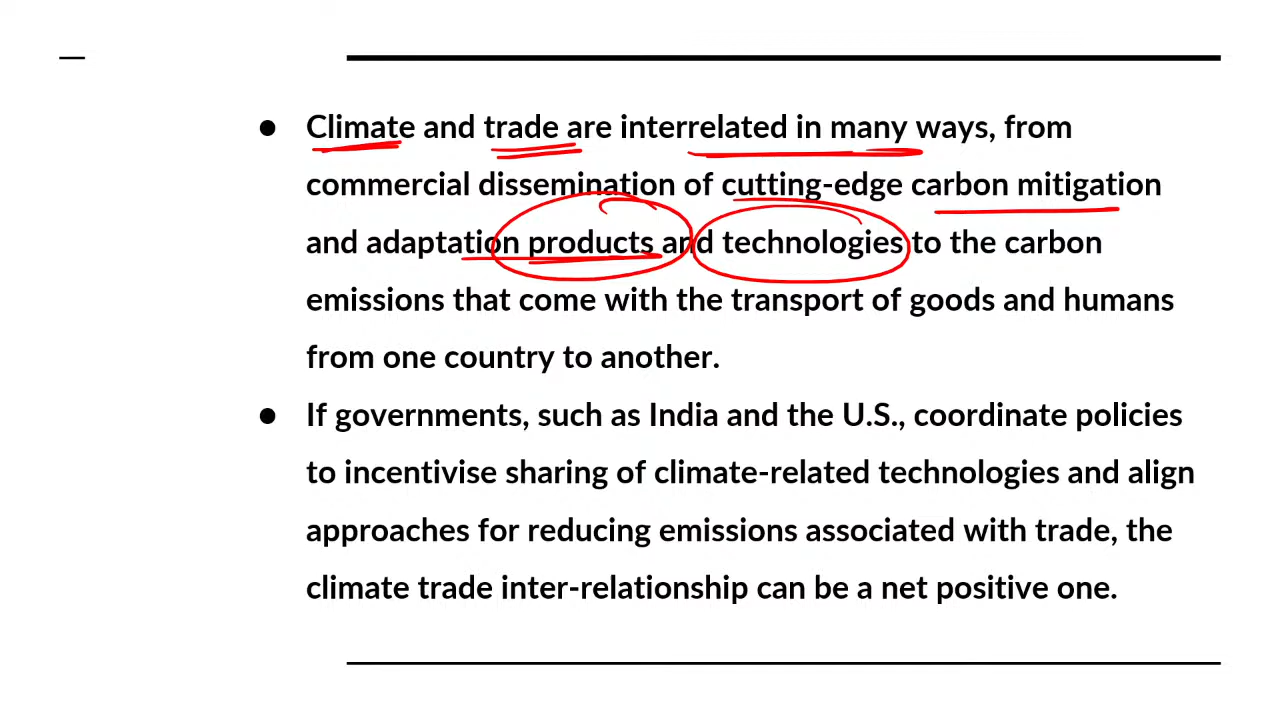 ● Climate and trade are interrelated in many ways, from
commercial dissemination of cutting-edge carbon mitigation
and adaptation products and technologies to the carbon
emissions that come with the transport of goods and humans
from one country to another.
● If governments, such as India and the U.S., coordinate policies
to incentivise sharing of climate-related technologies and align
approaches for reducing emissions associated with trade, the
climate trade inter-relationship can be a net positive one.